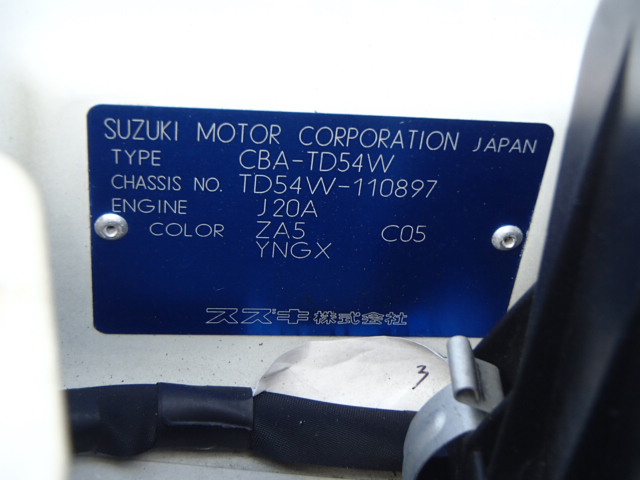 SUZUKI MOTOR CORPORATION JAPAN
TYPE CBA-TD54W
CHASSIS NO. TD54W-110897
ENGINE J20A
COLOR ZA5 C05
YNGX
スズキ株式会社
3